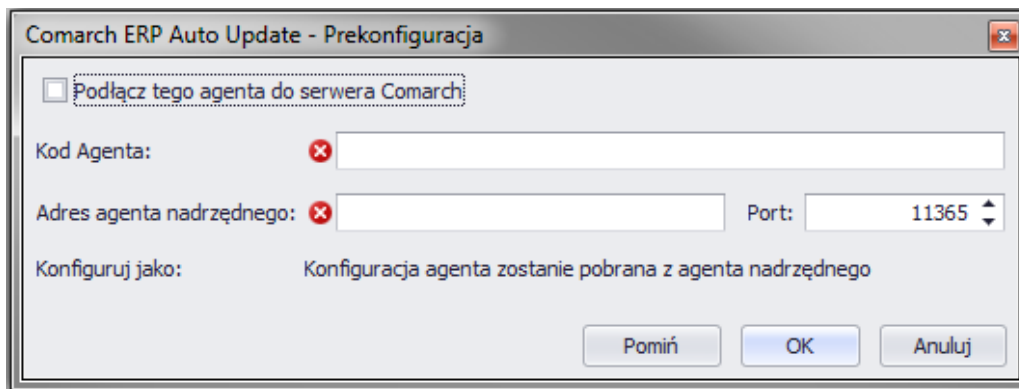 Comarch ERP Auto Update - Prekonfiguracja
Podłącz tego agenta do serwera Comarch
Kod Agenta:
Adres agenta nadrzędnego: Port: 11365
Konfiguruj jako: Konfiguracja agenta zostanie pobrana z agenta nadrzędnego
Pomiń OK Anuluj